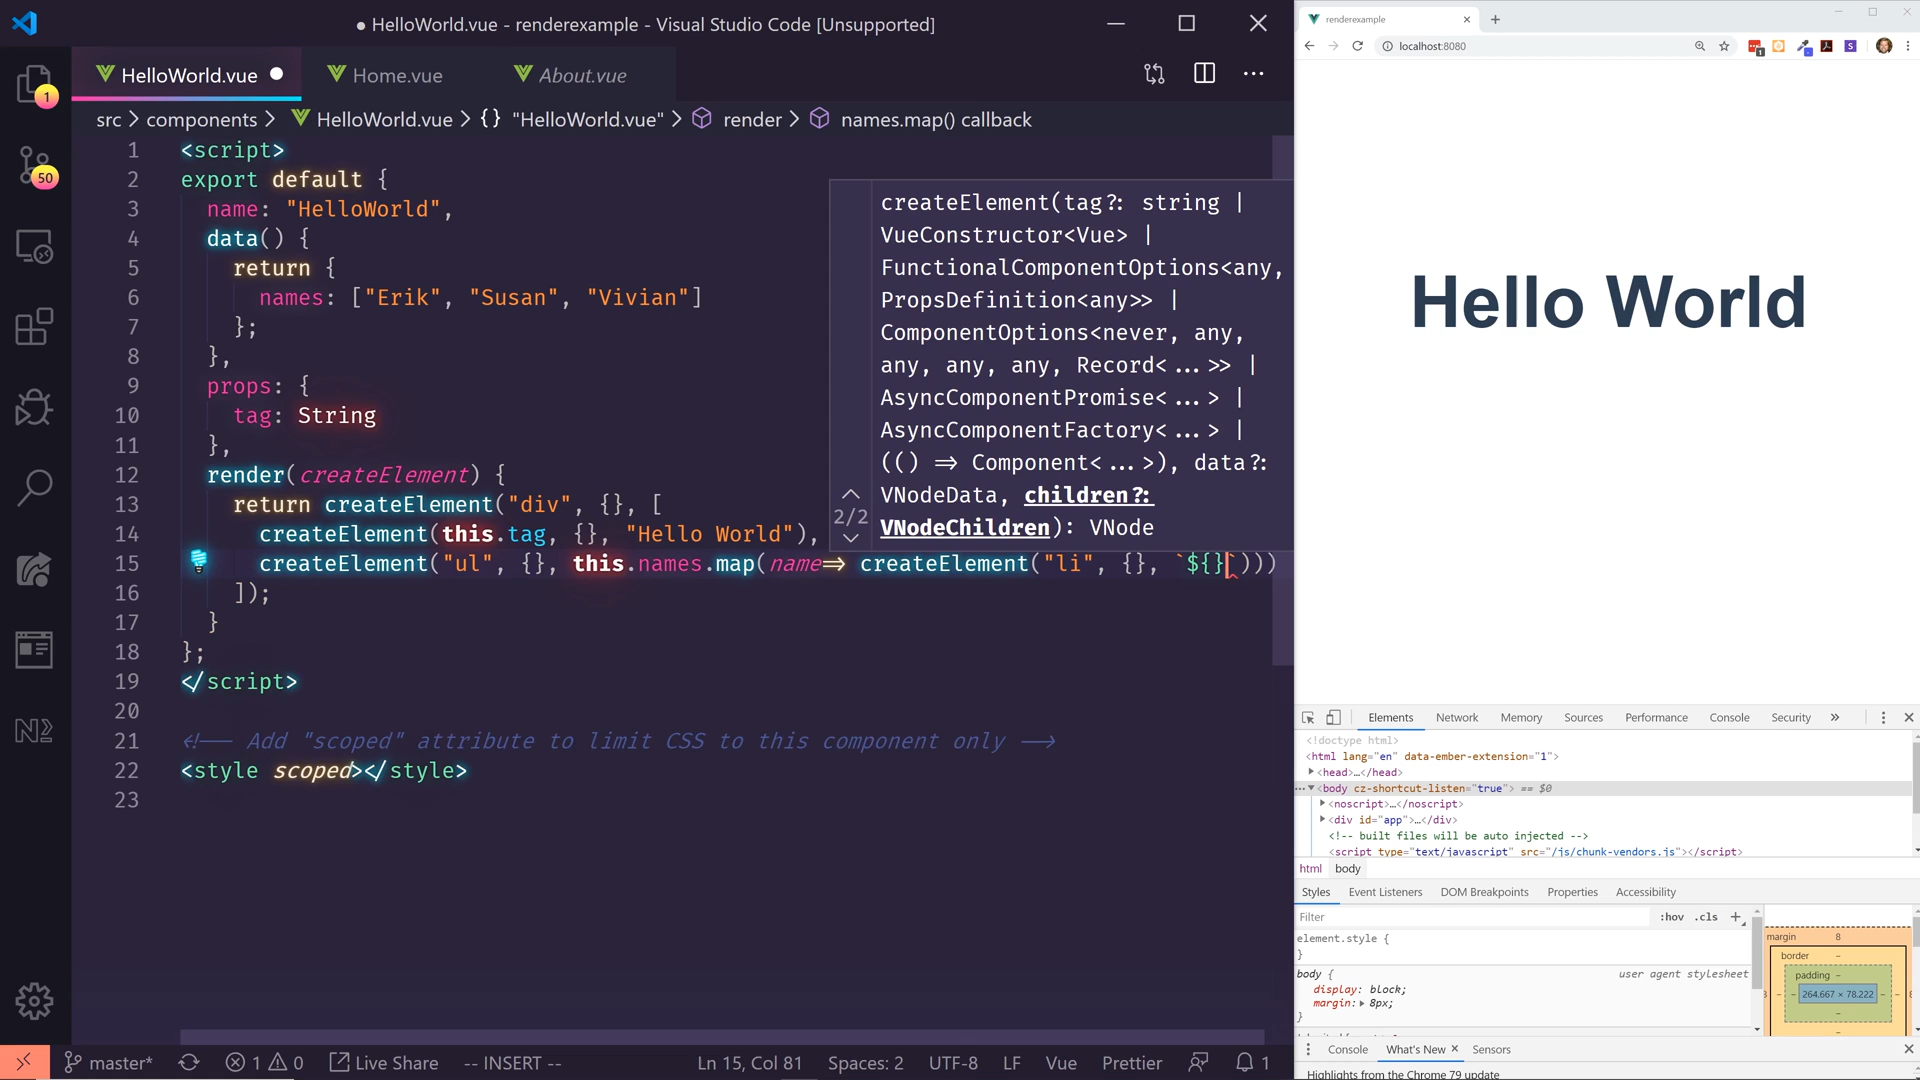 ● HelloWorld.vue - renderexample - Visual Studio Code [Unsupported]
HelloWorld.vue
Home.vue
About.vue
src > components > HelloWorld.vue > {} "HelloWorld.vue" > render > names.map() callback
1 <script>
2 export default {
3 name: "HelloWorld",
4 data() {
5 return {
6 names: ["Erik", "Susan", "Vivian"]
7 };
8 },
9 props: {
10 tag: String
11 },
12 render(createElement) {
13 return createElement("div", {}, [
14 createElement(this.tag, {}, "Hello World"),
15 createElement("ul", {}, this.names.map(name=> createElement("li", {}, `${}`)))
16 ]);
17 }
18 };
19 </script>
20
21 <!-- Add "scoped" attribute to limit CSS to this component only -->
22 <style scoped></style>
23
createElement(tag?: string |
VueConstructor<Vue> |
FunctionalComponentOptions<any,
PropsDefinition<any>> |
ComponentOptions<never, any,
any, any, any, Record<...>> |
AsyncComponentPromise<...> |
AsyncComponentFactory<...> |
(() => Component<...>), data?:
VNodeData, children?:
VNodeChildren): VNode
2/2
1
50
master*
1
0
Live Share
-- INSERT --
Ln 15, Col 81
Spaces: 2
UTF-8
LF
Vue
Prettier
1
renderexample
localhost:8080
Hello World
Elements Network Memory Sources Performance Console Security »
<!doctype html>
<html lang="en" data-ember-extension="1">
<head>…</head>
<body cz-shortcut-listen="true"> == $0
<noscript>…</noscript>
<div id="app">…</div>
<!-- built files will be auto injected -->
<script type="text/javascript" src="/js/chunk-vendors.js"></script>
html body
Styles Event Listeners DOM Breakpoints Properties Accessibility
Filter
:hov .cls +
element.style {
}
body { user agent stylesheet
display: block;
margin: 8px;
}
margin 8
border –
padding –
264.667 × 78.222
Console What's New × Sensors
Highlights from the Chrome 79 update